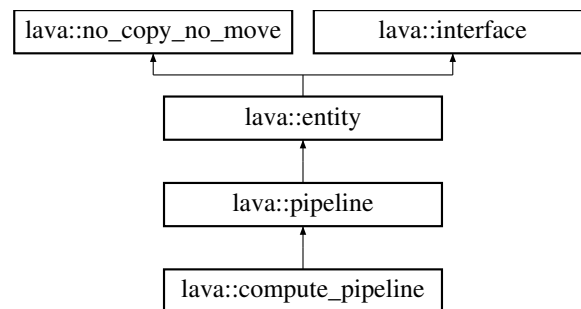 lava::no_copy_no_move
lava::interface
lava::entity
lava::pipeline
lava::compute_pipeline